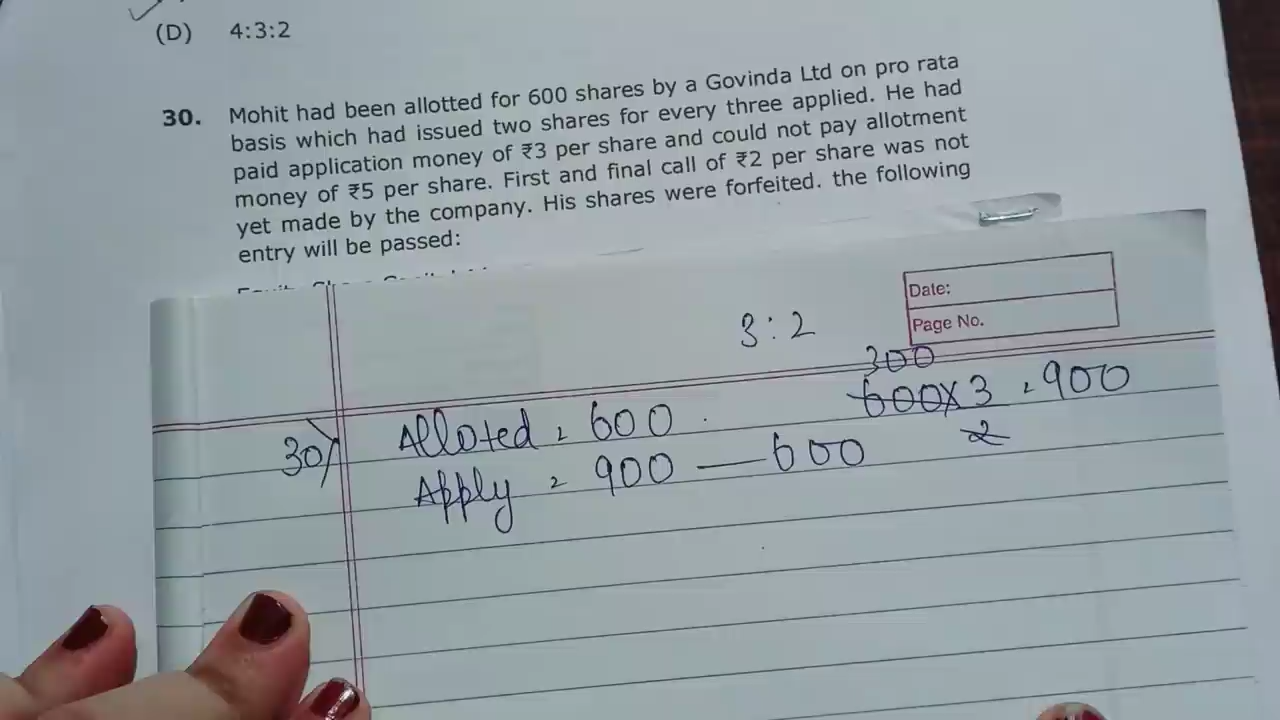 (D) 4:3:2
30. Mohit had been allotted for 600 shares by a Govinda Ltd on pro rata
basis which had issued two shares for every three applied. He had
paid application money of ₹3 per share and could not pay allotment
money of ₹5 per share. First and final call of ₹2 per share was not
yet made by the company. His shares were forfeited. the following
entry will be passed:
Date:
Page No.
3:2
300
30) Alloted = 600. 600×3 = 900
2
Apply = 900 — 600